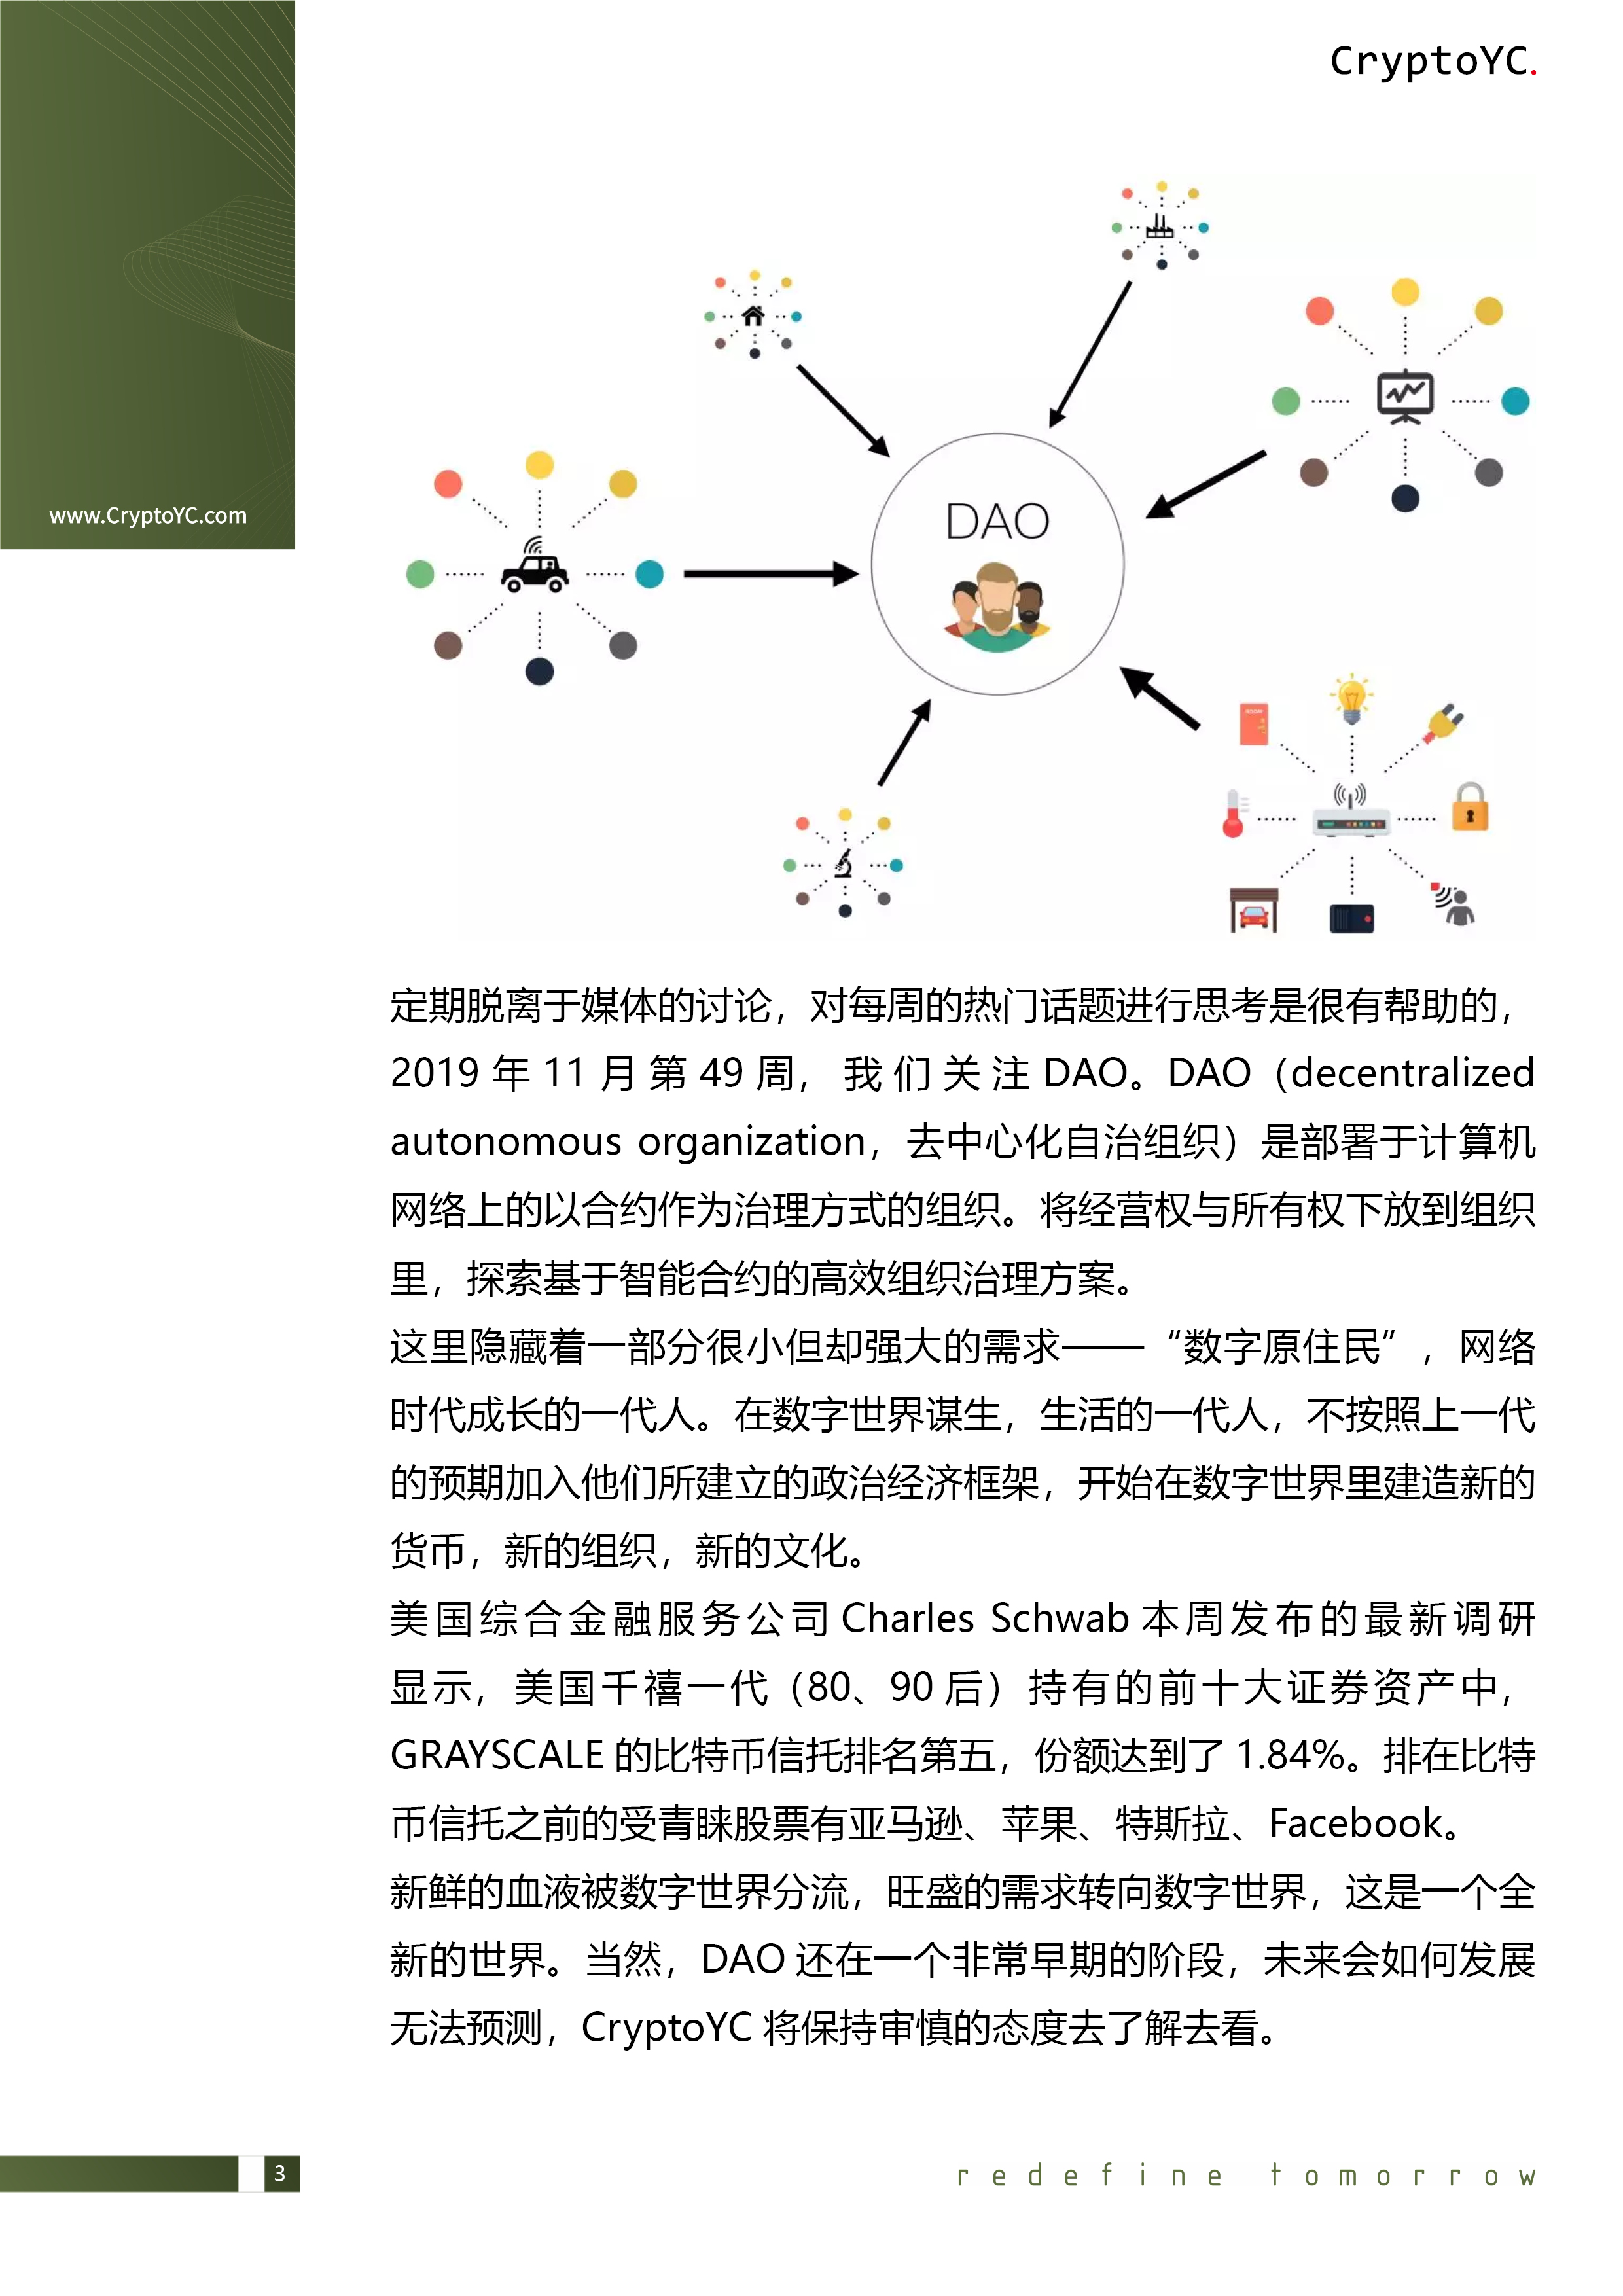 CryptoYC.
www.CryptoYC.com
DAO
定期脱离于媒体的讨论，对每周的热门话题进行思考是很有帮助的，
2019 年 11 月 第 49 周， 我 们 关 注 DAO。DAO（decentralized
autonomous organization，去中心化自治组织）是部署于计算机
网络上的以合约作为治理方式的组织。将经营权与所有权下放到组织
里，探索基于智能合约的高效组织治理方案。
这里隐藏着一部分很小但却强大的需求——“数字原住民”，网络
时代成长的一代人。在数字世界谋生，生活的一代人，不按照上一代
的预期加入他们所建立的政治经济框架，开始在数字世界里建造新的
货币，新的组织，新的文化。
美国综合金融服务公司 Charles Schwab 本周发布的最新调研
显示，美国千禧一代（80、90 后）持有的前十大证券资产中，
GRAYSCALE 的比特币信托排名第五，份额达到了 1.84%。排在比特
币信托之前的受青睐股票有亚马逊、苹果、特斯拉、Facebook。
新鲜的血液被数字世界分流，旺盛的需求转向数字世界，这是一个全
新的世界。当然，DAO 还在一个非常早期的阶段，未来会如何发展
无法预测，CryptoYC 将保持审慎的态度去了解去看。
3
redefine tomorrow